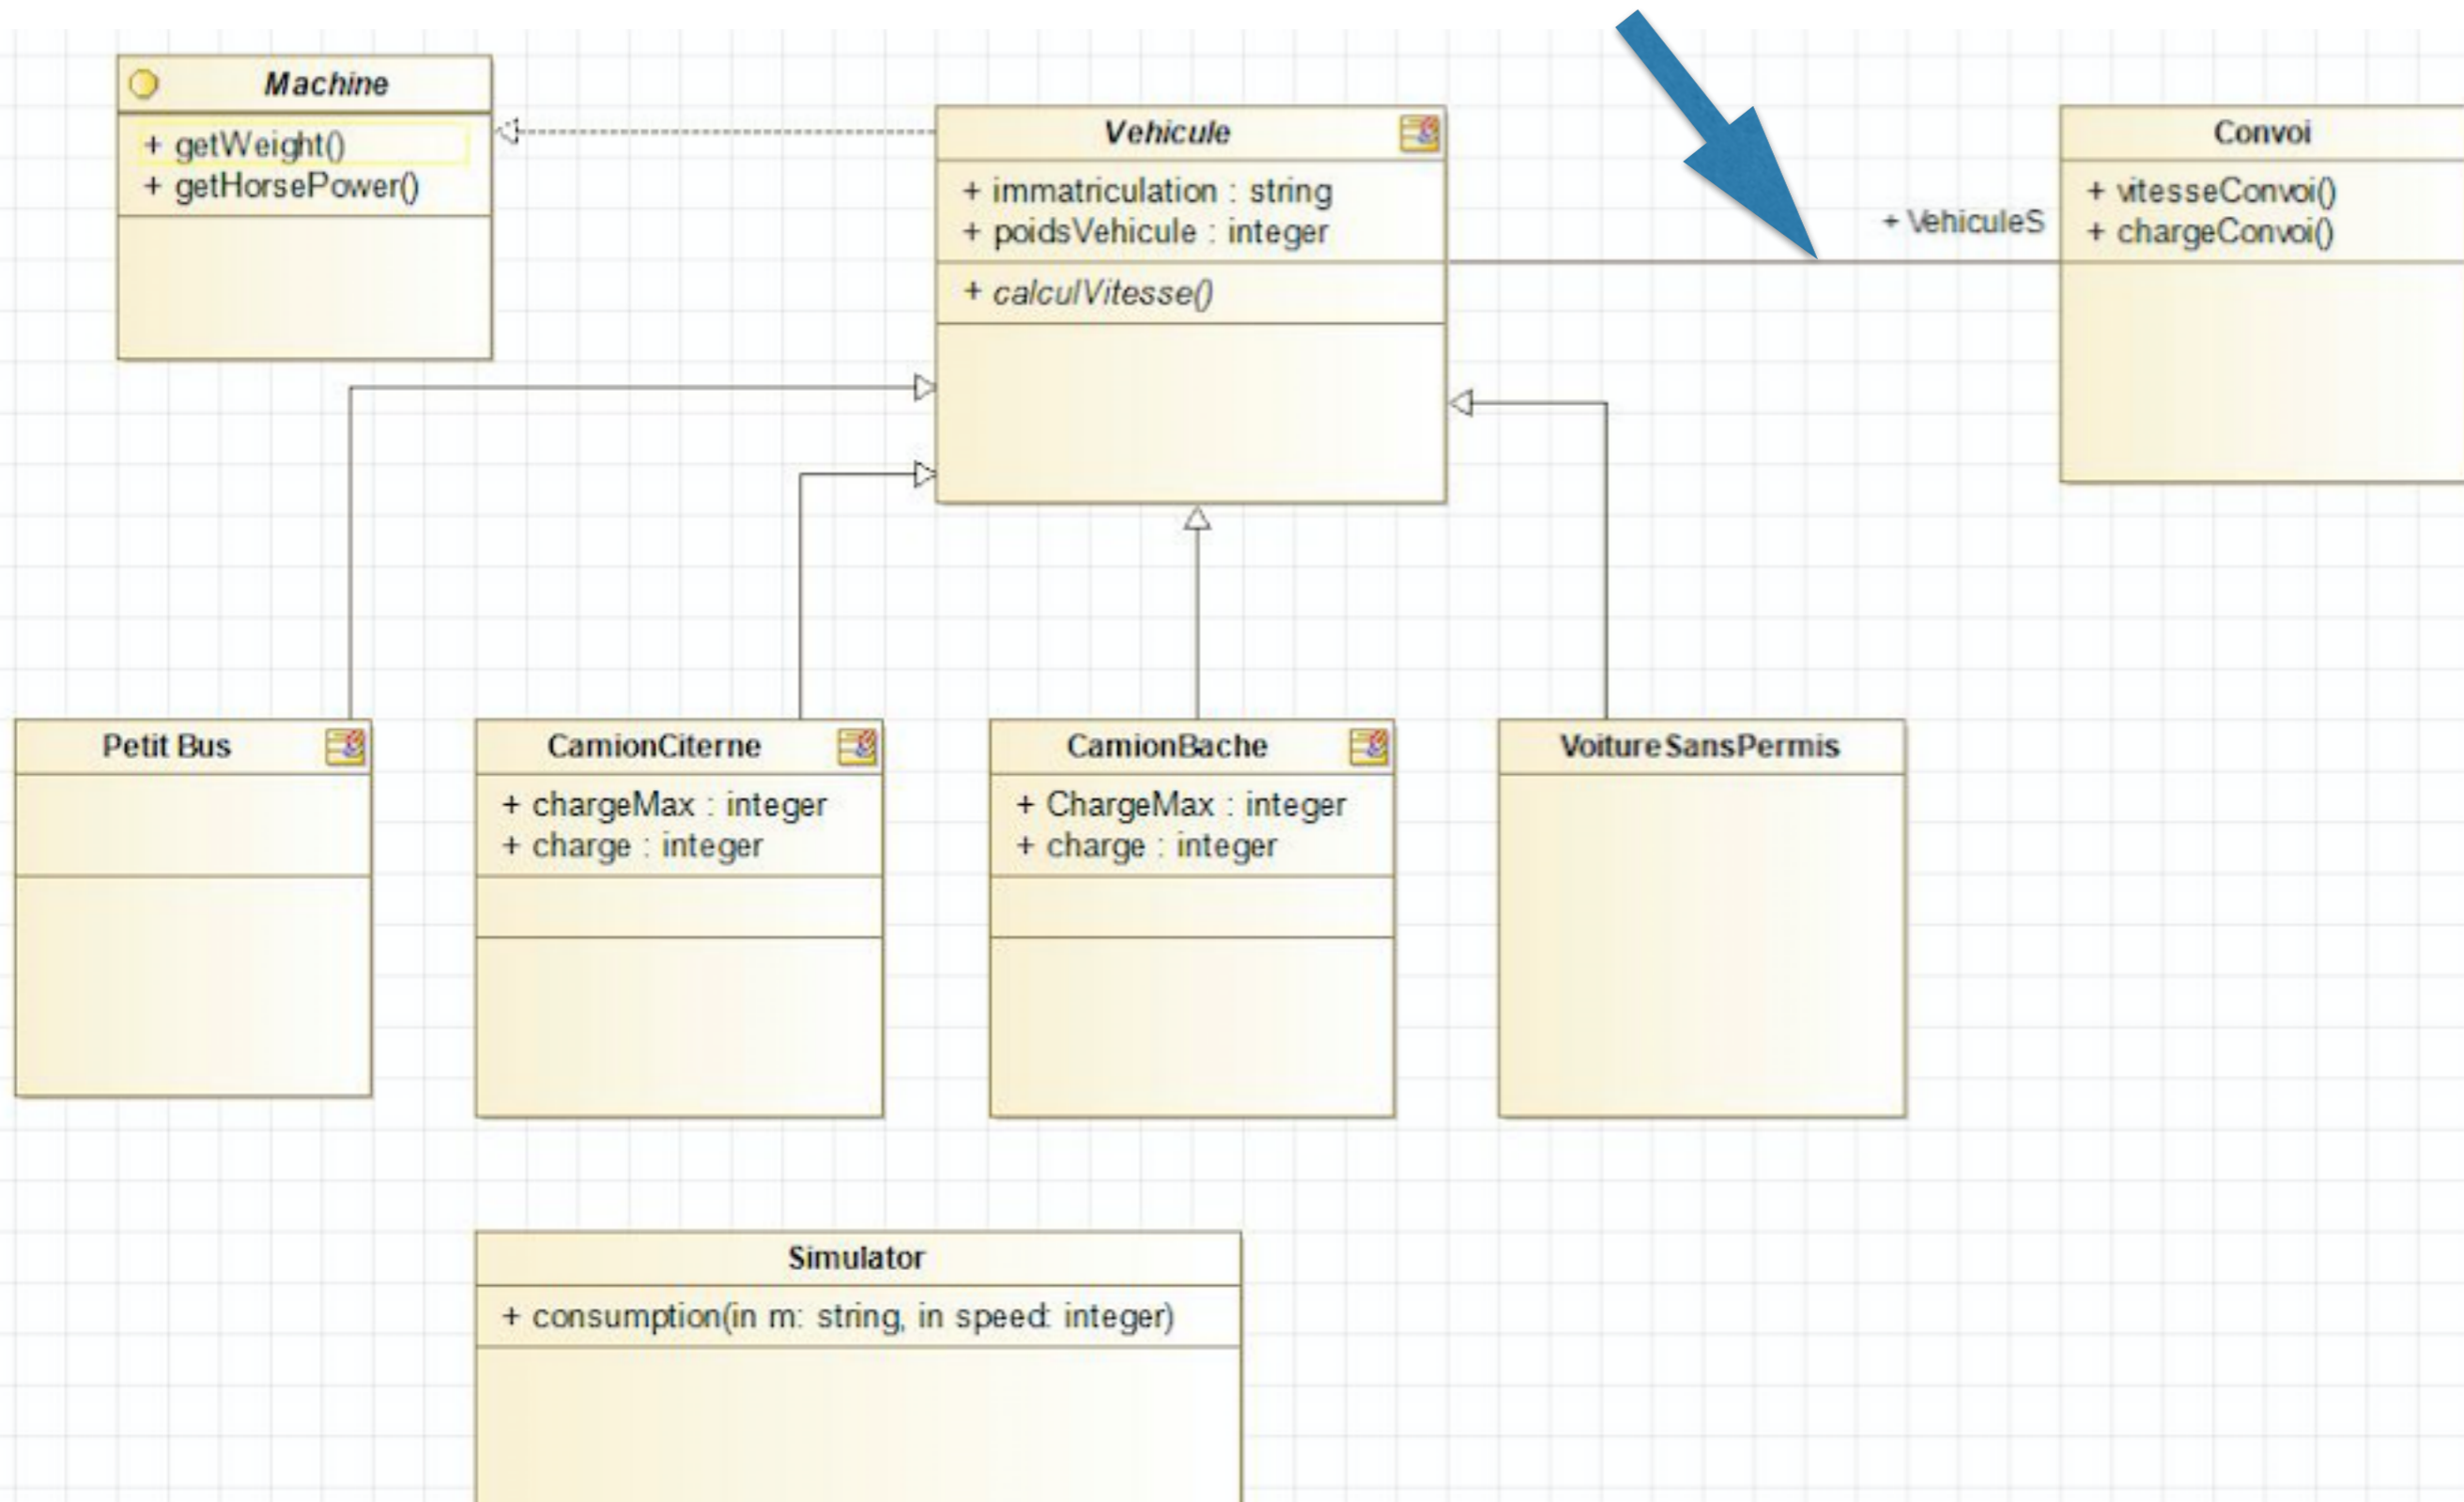 Machine
+ getWeight()
+ getHorsePower()
Vehicule
+ immatriculation : string
+ poidsVehicule : integer
+ calculVitesse()
+ VehiculeS
Convoi
+ vitesseConvoi()
+ chargeConvoi()
Petit Bus
CamionCiterne
+ chargeMax : integer
+ charge : integer
CamionBache
+ ChargeMax : integer
+ charge : integer
VoitureSansPermis
Simulator
+ consumption(in m: string, in speed: integer)